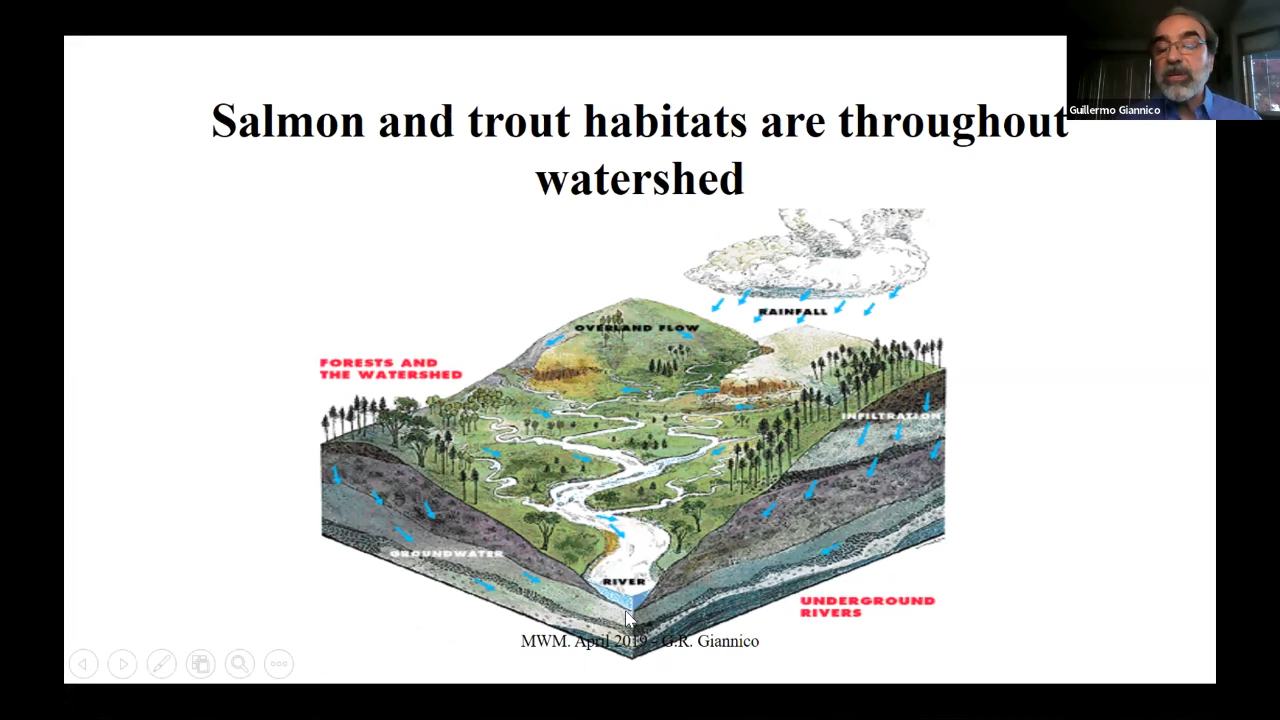 Guillermo Giannico
Salmon and trout habitats are throughout
watershed
RAINFALL
OVERLAND FLOW
FORESTS AND
THE WATERSHED
INFILTRATION
GROUNDWATER
RIVER
UNDERGROUND
RIVERS
MWM. April 2019 - G.R. Giannico